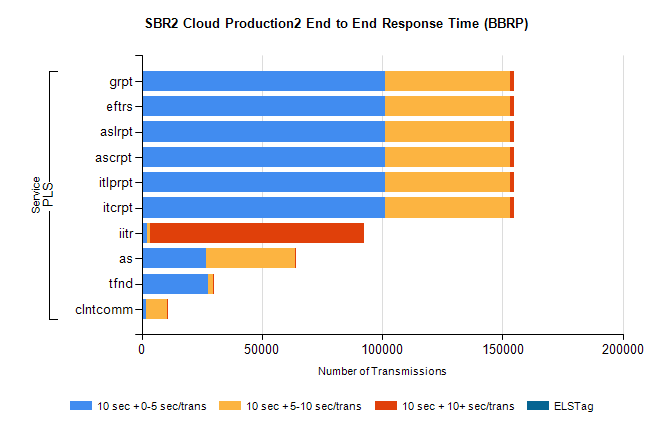 SBR2 Cloud Production2 End to End Response Time (BBRP)
grpt
eftrs
aslrpt
ascrpt
itlprpt
itcrpt
iitr
as
tfnd
clntcomm
Service
PLS
0 50000 100000 150000 200000
Number of Transmissions
10 sec +0-5 sec/trans 10 sec +5-10 sec/trans 10 sec + 10+ sec/trans ELSTag